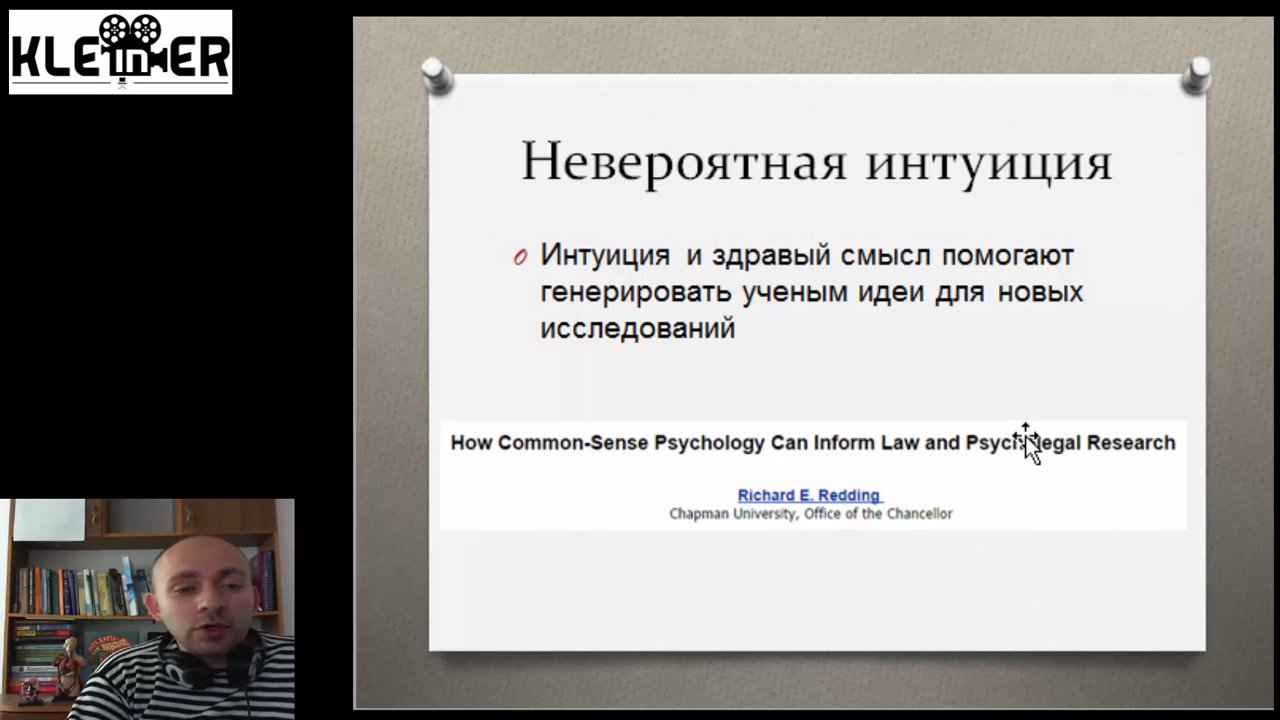 KLEINER
Невероятная интуиция
Интуиция и здравый смысл помогают
генерировать ученым идеи для новых
исследований
How Common-Sense Psychology Can Inform Law and Psycholegal Research
Richard E. Redding
Chapman University, Office of the Chancellor